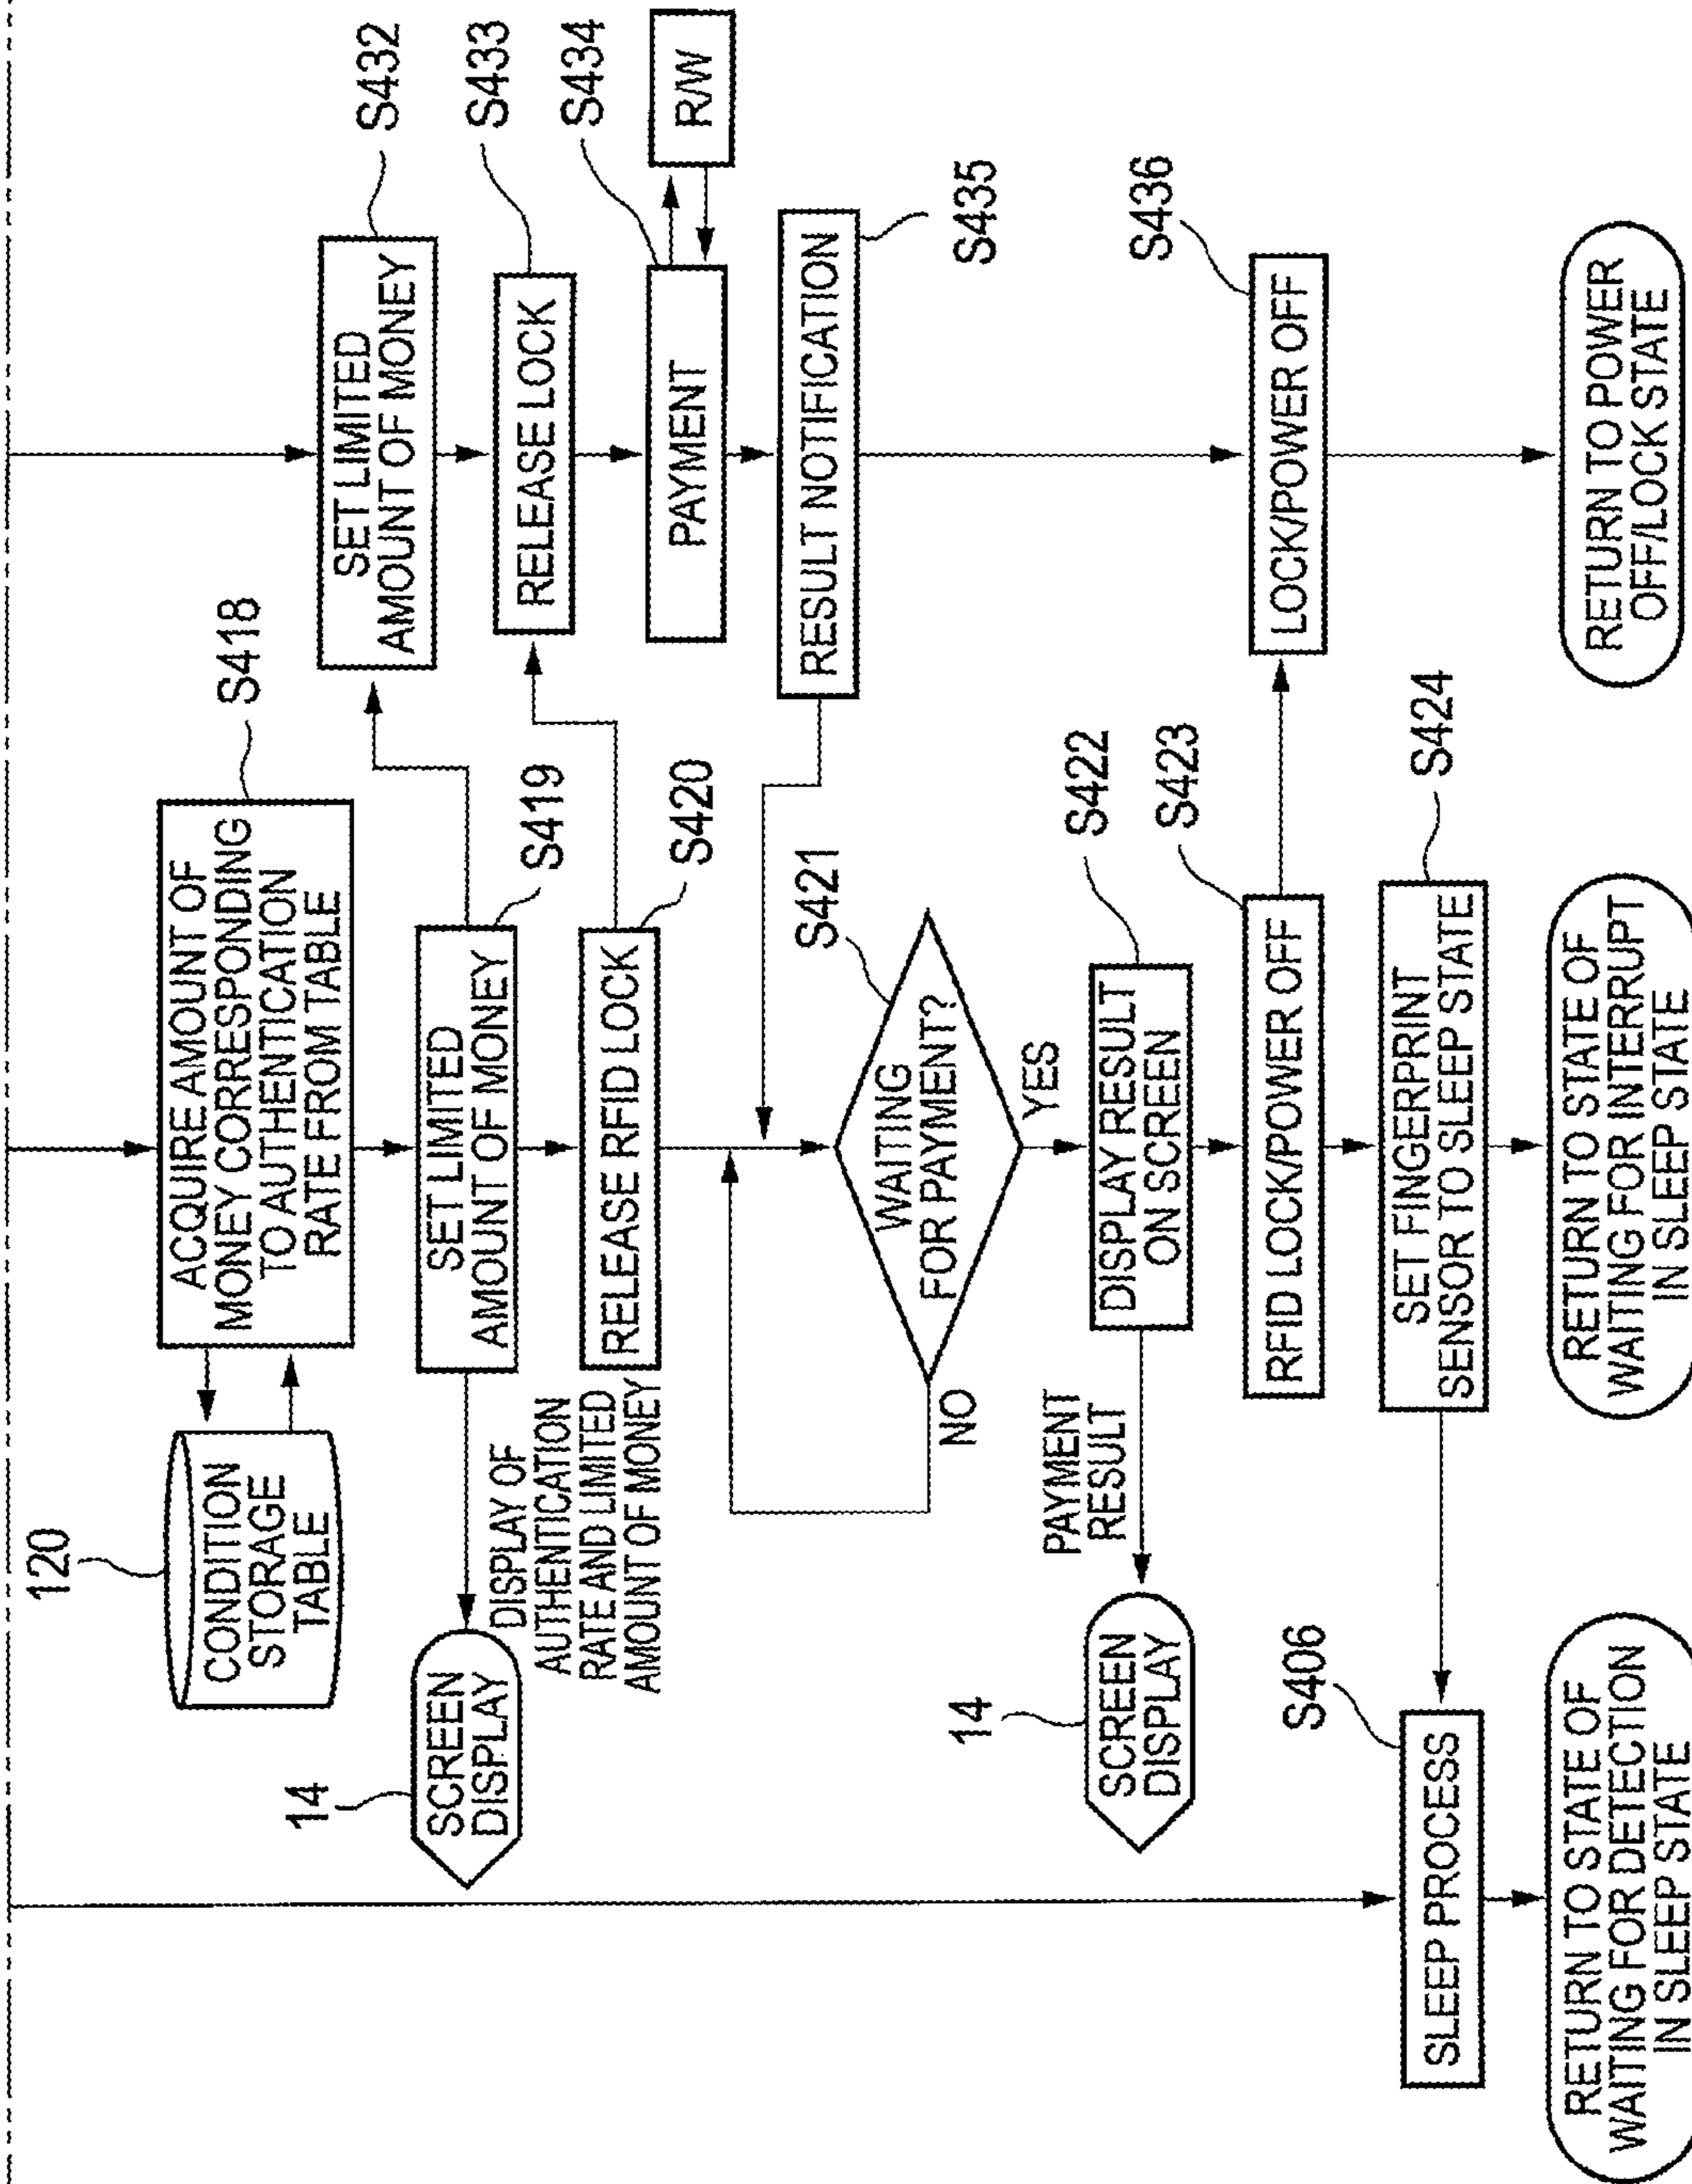 120
CONDITION
STORAGE
TABLE
ACQUIRE AMOUNT OF
MONEY CORRESPONDING
TO AUTHENTICATION
RATE FROM TABLE
S418
14
SCREEN
DISPLAY
DISPLAY OF
AUTHENTICATION
RATE AND LIMITED
AMOUNT OF MONEY
SET LIMITED
AMOUNT OF MONEY
S419
SET LIMITED
AMOUNT OF MONEY
S432
RELEASE RFID LOCK
S420
RELEASE LOCK
S433
PAYMENT
S434
R/W
RESULT NOTIFICATION
S435
WAITING
FOR PAYMENT?
S421
NO
YES
14
SCREEN
DISPLAY
PAYMENT
RESULT
DISPLAY RESULT
ON SCREEN
S422
RFID LOCK/POWER OFF
S423
LOCK/POWER OFF
S436
SLEEP PROCESS
S406
SET FINGERPRINT
SENSOR TO SLEEP STATE
S424
RETURN TO STATE OF
WAITING FOR DETECTION
IN SLEEP STATE
RETURN TO STATE OF
WAITING FOR INTERRUPT
IN SLEEP STATE
RETURN TO POWER
OFF/LOCK STATE